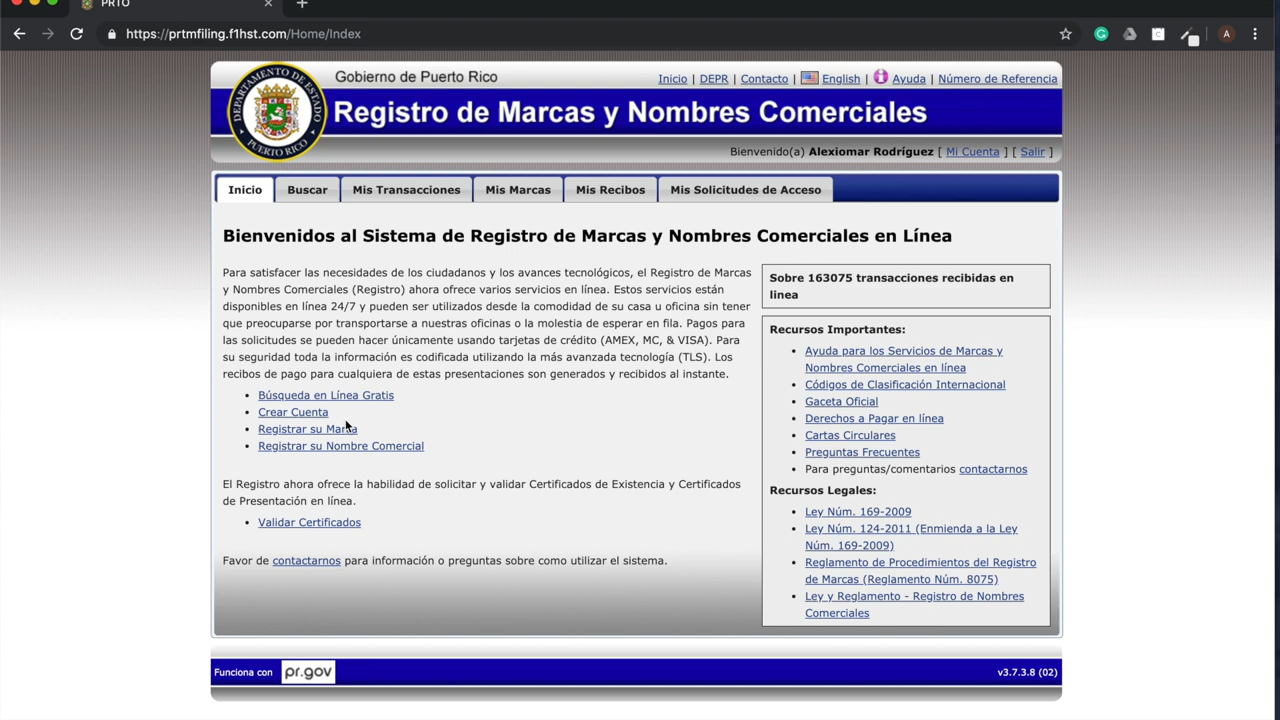 PRTO
https://prtmfiling.f1hst.com/Home/Index
A
DEPARTAMENTO DE ESTADO
PUERTO RICO
Gobierno de Puerto Rico
Inicio | DEPR | Contacto | English | Ayuda | Número de Referencia
Registro de Marcas y Nombres Comerciales
Bienvenido(a) Alexiomar Rodríguez [ Mi Cuenta ] [ Salir ]
Inicio Buscar Mis Transacciones Mis Marcas Mis Recibos Mis Solicitudes de Acceso
Bienvenidos al Sistema de Registro de Marcas y Nombres Comerciales en Línea
Para satisfacer las necesidades de los ciudadanos y los avances tecnológicos, el Registro de Marcas
y Nombres Comerciales (Registro) ahora ofrece varios servicios en línea. Estos servicios están
disponibles en línea 24/7 y pueden ser utilizados desde la comodidad de su casa u oficina sin tener
que preocuparse por transportarse a nuestras oficinas o la molestia de esperar en fila. Pagos para
las solicitudes se pueden hacer únicamente usando tarjetas de crédito (AMEX, MC, & VISA). Para
su seguridad toda la información es codificada utilizando la más avanzada tecnología (TLS). Los
recibos de pago para cualquiera de estas presentaciones son generados y recibidos al instante.
• Búsqueda en Línea Gratis
• Crear Cuenta
• Registrar su Marca
• Registrar su Nombre Comercial
El Registro ahora ofrece la habilidad de solicitar y validar Certificados de Existencia y Certificados
de Presentación en línea.
• Validar Certificados
Favor de contactarnos para información o preguntas sobre como utilizar el sistema.
Sobre 163075 transacciones recibidas en
linea
Recursos Importantes:
• Ayuda para los Servicios de Marcas y
Nombres Comerciales en línea
• Códigos de Clasificación Internacional
• Gaceta Oficial
• Derechos a Pagar en línea
• Cartas Circulares
• Preguntas Frecuentes
• Para preguntas/comentarios contactarnos
Recursos Legales:
• Ley Núm. 169-2009
• Ley Núm. 124-2011 (Enmienda a la Ley
Núm. 169-2009)
• Reglamento de Procedimientos del Registro
de Marcas (Reglamento Núm. 8075)
• Ley y Reglamento - Registro de Nombres
Comerciales
Funciona con pr.gov
v3.7.3.8 (02)